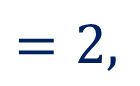 = 2,